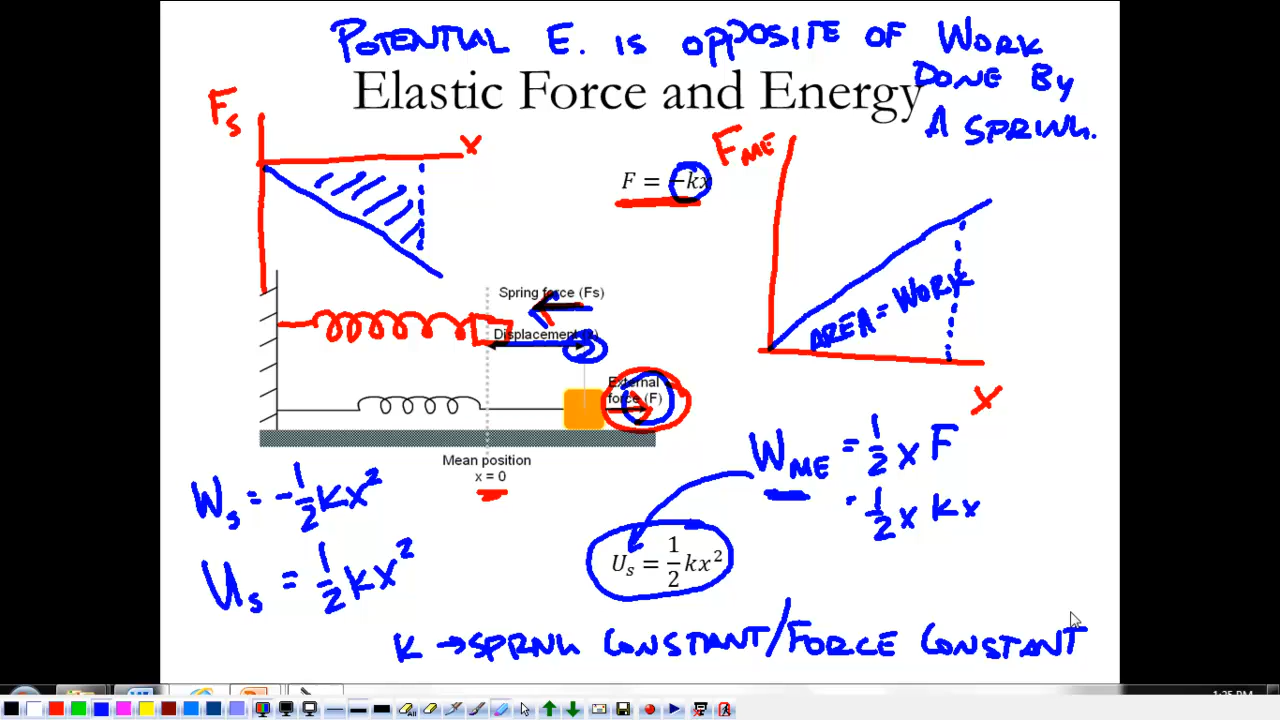 POTENTIAL E. IS OPPOSITE OF WORK
DONE BY
A SPRING.
Elastic Force and Energy
Fs
x
F = -kx
FME
AREA = WORK
x
Spring force (Fs)
Displacement
External
force (F)
Mean position
x = 0
Ws = -1/2 kx²
Us = 1/2 kx²
WME = 1/2 x F
= 1/2 x kx
Us = 1/2 kx²
K → SPRNG CONSTANT/FORCE CONSTANT